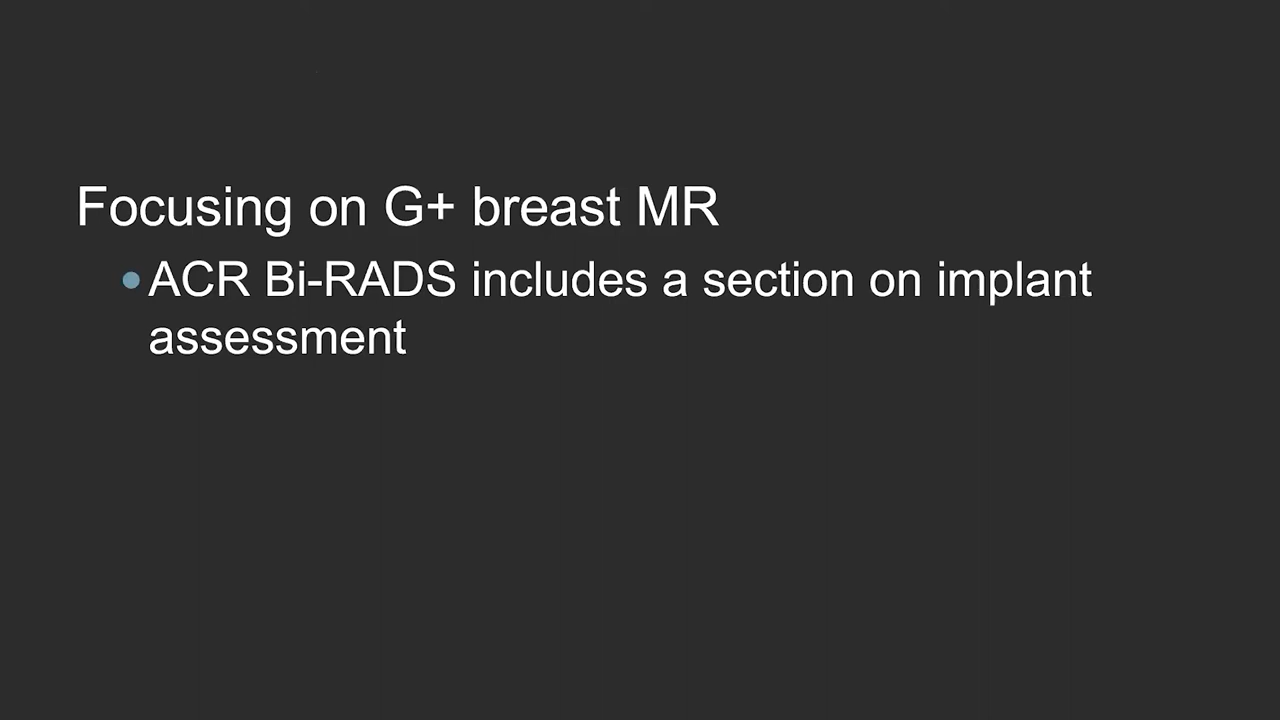 Focusing on G+ breast MR
•ACR Bi-RADS includes a section on implant
assessment